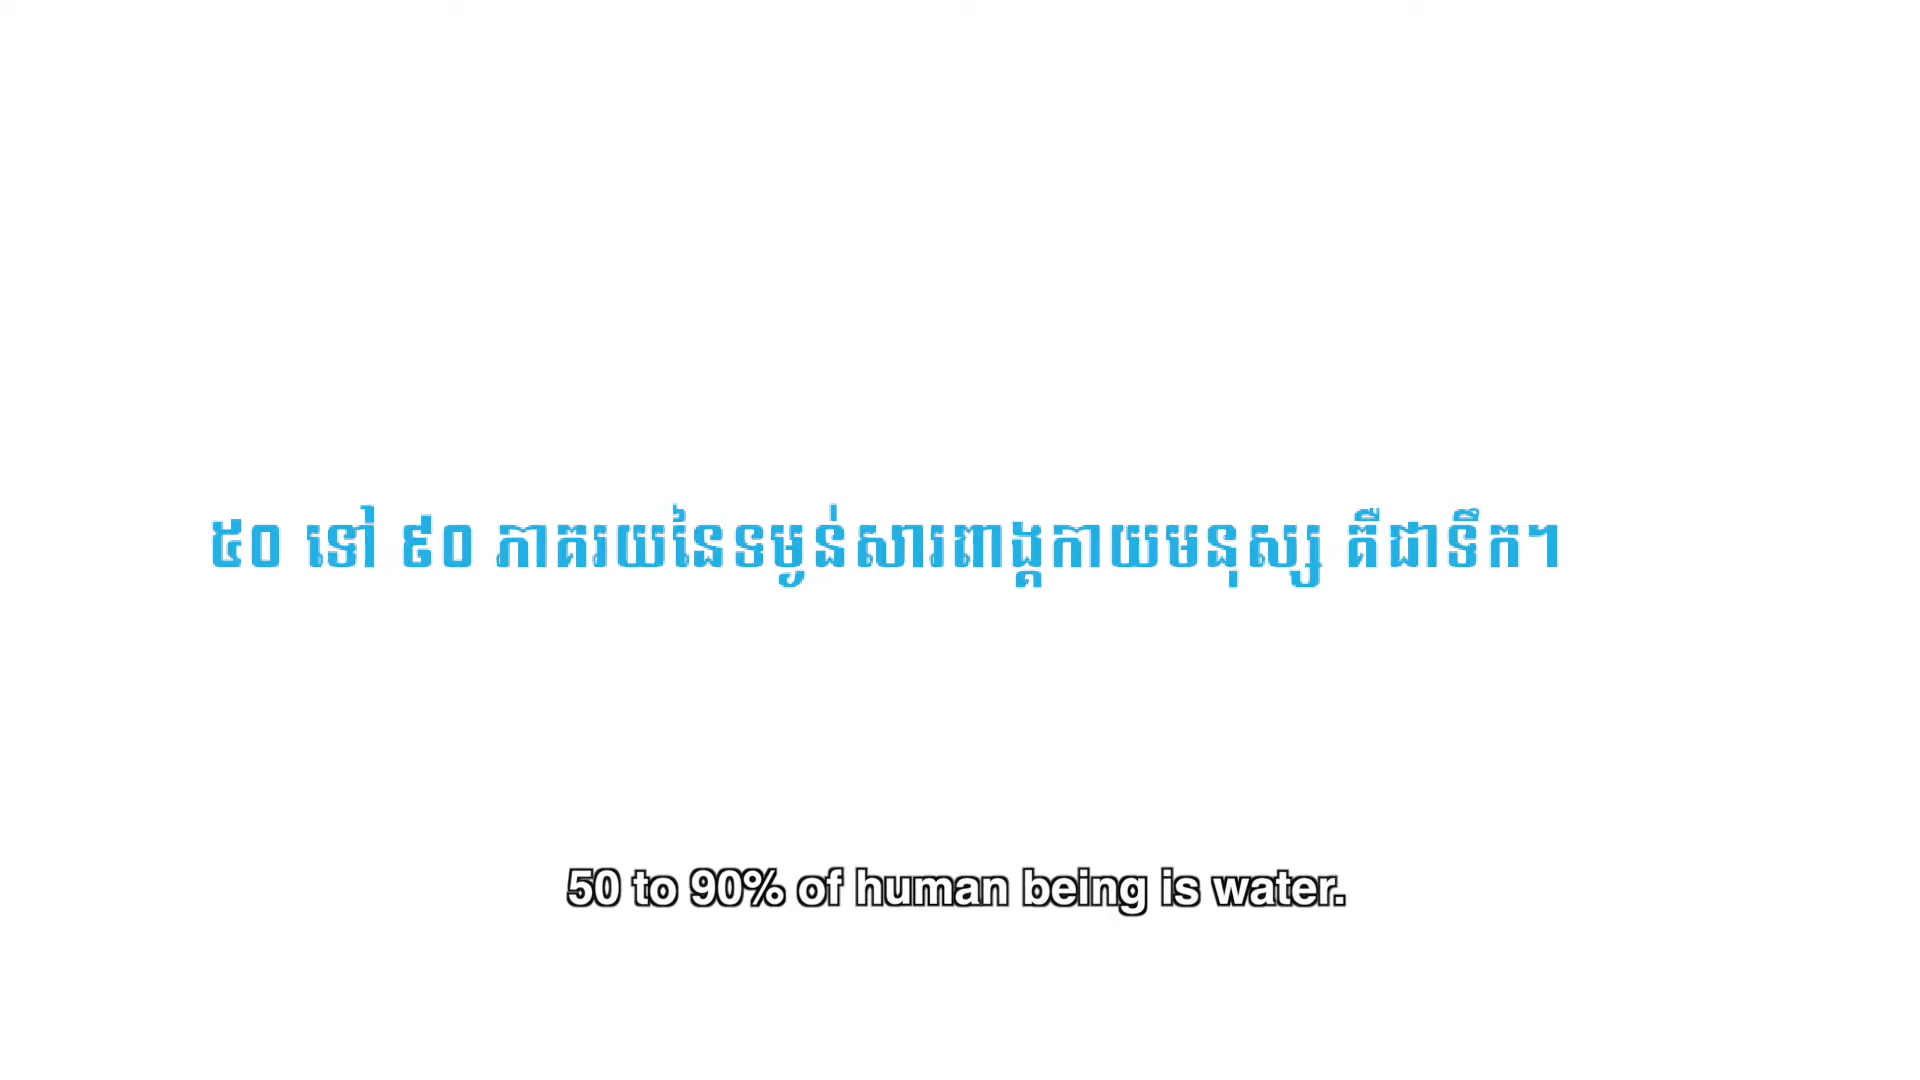 ៥០ ទៅ ៩០ ភាគរយនៃទម្ងន់សារពាង្គកាយមនុស្ស គឺជាទឹក។
50 to 90% of human being is water.